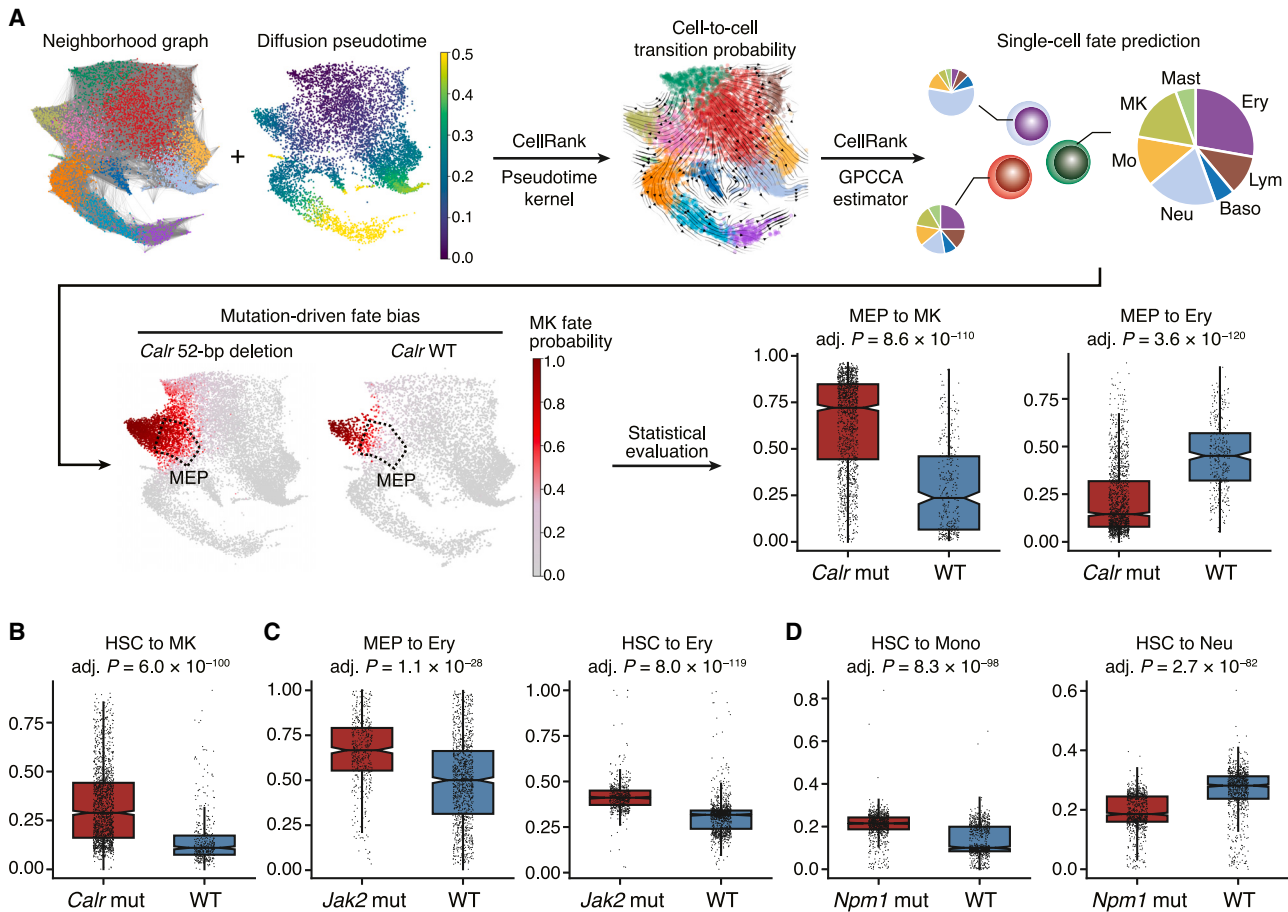 A
Neighborhood graph
Diffusion pseudotime
0.5
0.4
0.3
0.2
0.1
0.0
+
CellRank
Pseudotime
kernel
Cell-to-cell
transition probability
CellRank
GPCCA
estimator
Single-cell fate prediction
Mast
Ery
MK
Mo
Lym
Neu
Baso
Mutation-driven fate bias
Calr 52-bp deletion
Calr WT
MEP
MEP
MK fate
probability
1.0
0.8
0.6
0.4
0.2
0.0
Statistical
evaluation
MEP to MK
adj. P = 8.6 × 10⁻¹¹⁰
1.00
0.75
0.50
0.25
0.00
Calr mut
WT
MEP to Ery
adj. P = 3.6 × 10⁻¹²⁰
1.00
0.75
0.50
0.25
0.00
Calr mut
WT
B
HSC to MK
adj. P = 6.0 × 10⁻¹⁰⁰
0.75
0.50
0.25
0.00
Calr mut
WT
C
MEP to Ery
adj. P = 1.1 × 10⁻²⁸
1.00
0.75
0.50
0.25
0.00
Jak2 mut
WT
HSC to Ery
adj. P = 8.0 × 10⁻¹¹⁹
1.00
0.75
0.50
0.25
0.00
Jak2 mut
WT
D
HSC to Mono
adj. P = 8.3 × 10⁻⁹⁸
0.8
0.6
0.4
0.2
0.0
Npm1 mut
WT
HSC to Neu
adj. P = 2.7 × 10⁻⁸²
0.6
0.4
0.2
0.0
Npm1 mut
WT